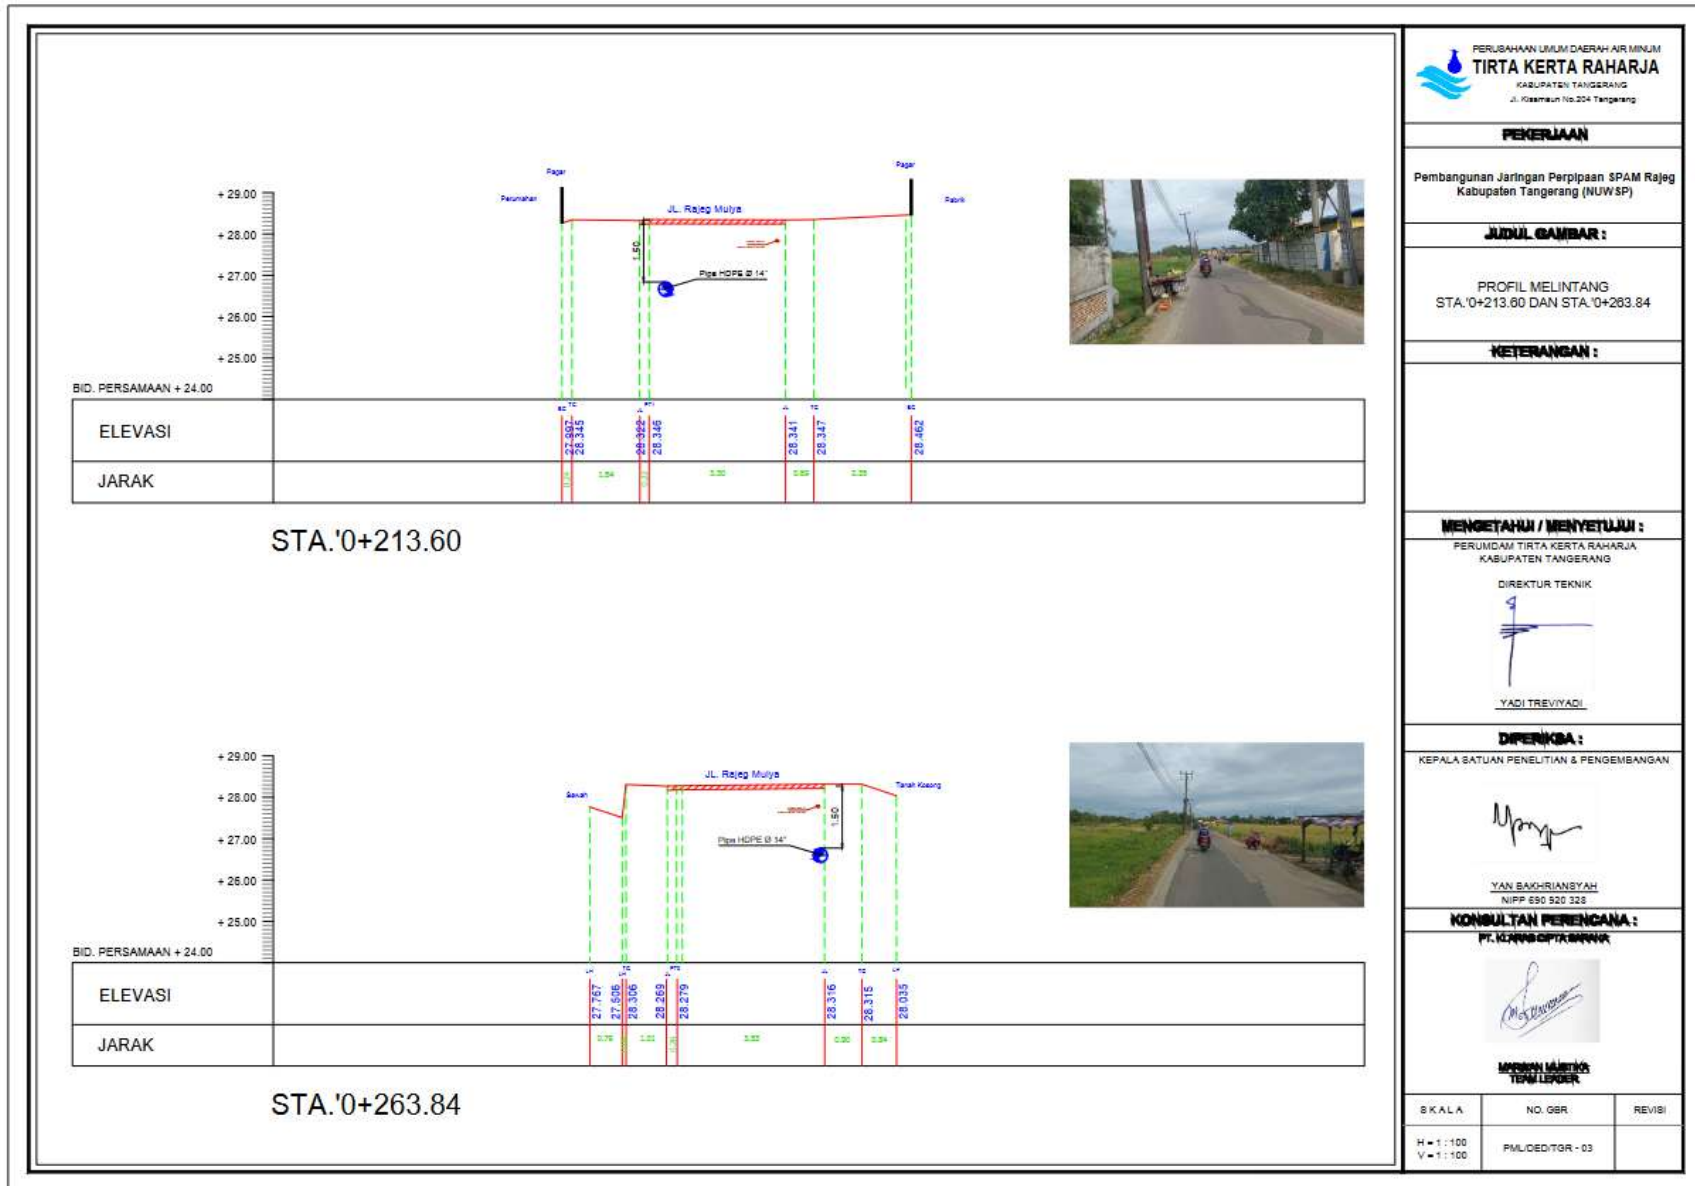 PERUSAHAAN UMUM DAERAH AIR MINUM
TIRTA KERTA RAHARJA
KABUPATEN TANGERANG
Jl. Kisamaun No.204 Tangerang
PEKERJAAN
Pembangunan Jaringan Perpipaan SPAM Rajeg
Kabupaten Tangerang (NUWSP)
JUDUL GAMBAR :
PROFIL MELINTANG
STA.'0+213.60 DAN STA.'0+263.84
KETERANGAN :
MENGETAHUI / MENYETUJUI :
PERUMDAM TIRTA KERTA RAHARJA
KABUPATEN TANGERANG
DIREKTUR TEKNIK
YADI TREVIYADI
DIPERIKSA :
KEPALA SATUAN PENELITIAN & PENGEMBANGAN
YAN BAKHRIANSYAH
NIPP 690 920 328
KONSULTAN PERENCANA :
TEAM LEADER
SKALA
NO. GBR
REVISI
H = 1 : 100
V = 1 : 100
PML/DED/TGR - 03
Pagar
Pagar
Perumahan
JL. Rajeg Mulya
Pabrik
+ 29.00
+ 28.00
+ 27.00
+ 26.00
+ 25.00
1.50
Pipa HDPE Ø 14"
BID. PERSAMAAN + 24.00
ELEVASI
28.345
28.322
28.346
28.341
28.347
28.462
JARAK
STA.'0+213.60
JL. Rajeg Mulya
Sawah
Tanah Kosong
+ 29.00
+ 28.00
+ 27.00
+ 26.00
+ 25.00
1.50
Pipa HDPE Ø 14"
BID. PERSAMAAN + 24.00
ELEVASI
27.767
27.506
28.306
28.269
28.279
28.316
28.315
28.035
JARAK
STA.'0+263.84